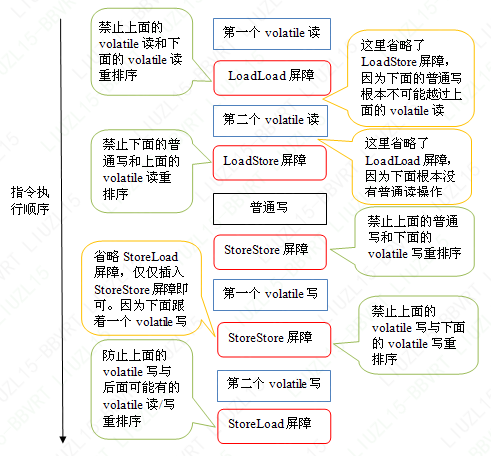 禁止上面的
volatile 读和下
面的 volatile 读
重排序
第一个 volatile 读
LoadLoad 屏障
这里省略了
LoadStore 屏障，
因为下面的普通写
根本不可能越过上
面的 volatile 读
第二个 volatile 读
禁止下面的普
通写和上面的
volatile 读重
排序
LoadStore 屏障
这里省略了
LoadLoad 屏障，
因为下面根本没
有普通读操作
指令执
行顺序
普通写
禁止上面的普通
写和下面的
volatile 写重排序
StoreStore 屏障
省略 StoreLoad
屏障，仅仅插入
StoreStore 屏障即
可。因为下面跟
着一个 volatile 写
第一个 volatile 写
StoreStore 屏障
禁止上面的
volatile 写与下面
的 volatile 写重
排序
防止上面的
volatile 写与
后面可能有的
volatile 读/写
重排序
第二个 volatile 写
StoreLoad 屏障